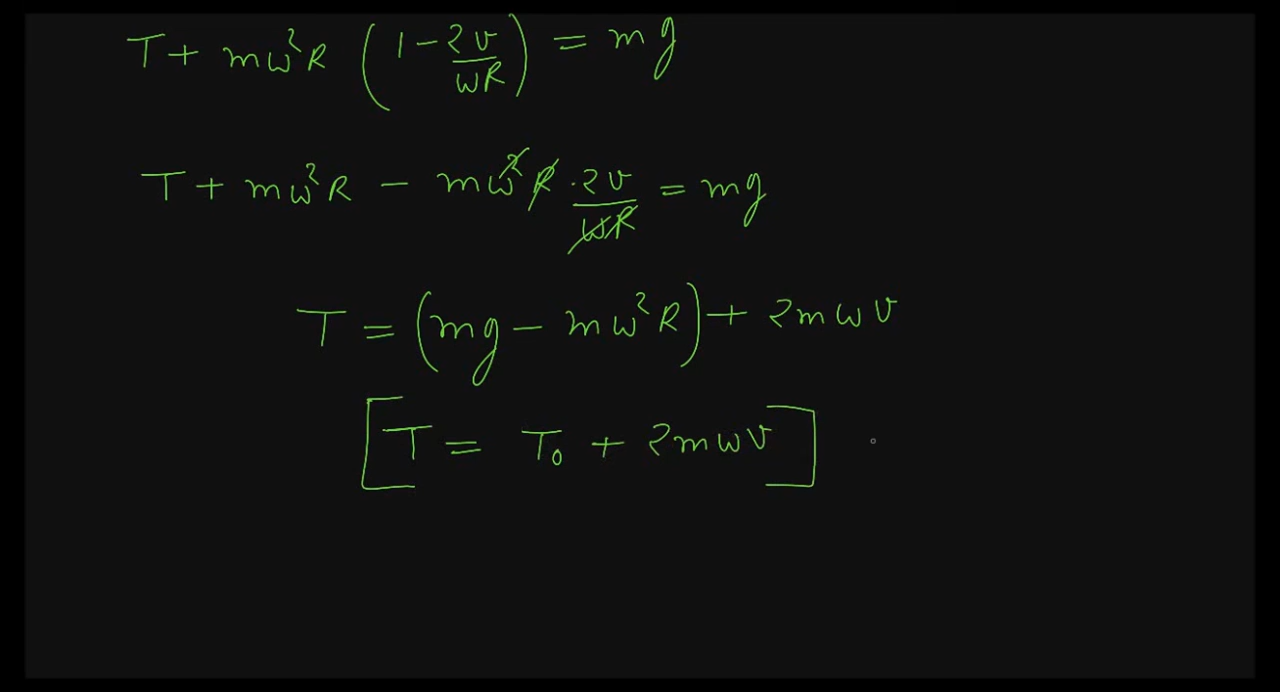 T + mω²R (1 - 2v/ωR) = mg
T + mω²R - mω²R · 2v/ωR = mg
T = (mg - mω²R) + 2mωv
[T = T₀ + 2mωv]